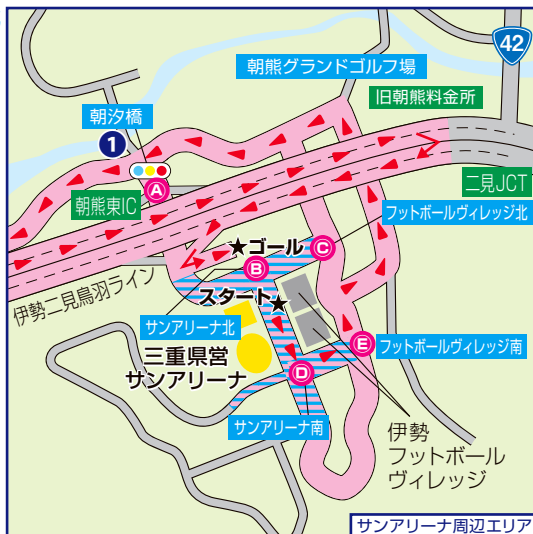 42
朝熊グランドゴルフ場
旧朝熊料金所
朝汐橋
1
A
朝熊東IC
二見JCT
フットボールヴィレッジ北
★ゴール
C
B
伊勢二見鳥羽ライン
スタート★
サンアリーナ北
E
フットボールヴィレッジ南
三重県営
サンアリーナ
D
サンアリーナ南
伊勢
フットボール
ヴィレッジ
サンアリーナ周辺エリア